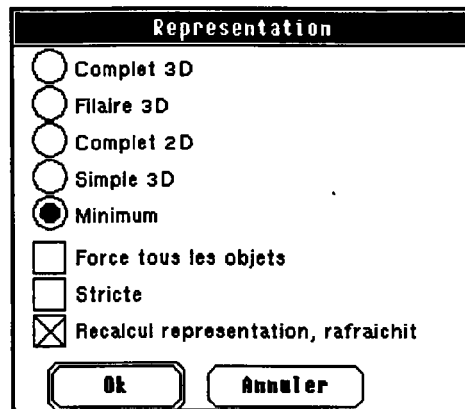 Representation
Complet 3D
Filaire 3D
Complet 2D
Simple 3D
Minimum
Force tous les objets
Stricte
Recalcul representation, rafraichit
Ok Annuler